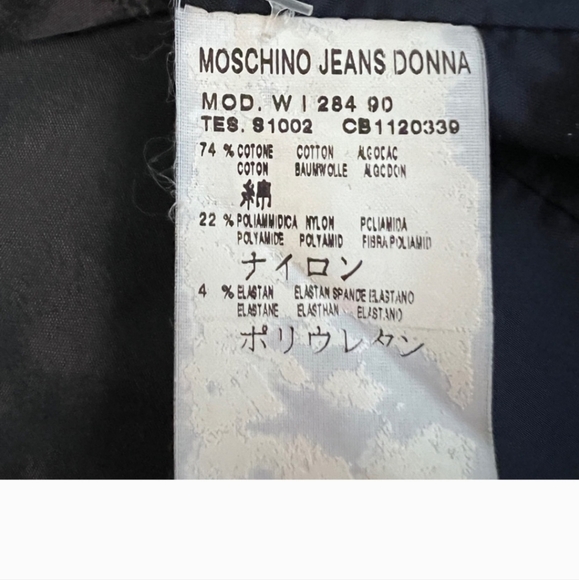 MOSCHINO JEANS DONNA
MOD. W I 284 90
TES. S1002 CB1120339
74 % COTONE COTTON ALGOCAC
COTON BAUMWOLLE ALGODON
綿
22 % POLIAMMIDICA NYLON POLIAMIDA
POLYAMIDE POLYAMID FIBRA POLIAMID
ナイロン
4 % ELASTAN ELASTAN SPANDE ELASTANO
ELASTANE ELASTHAN ELASTANO
ポリウレタン